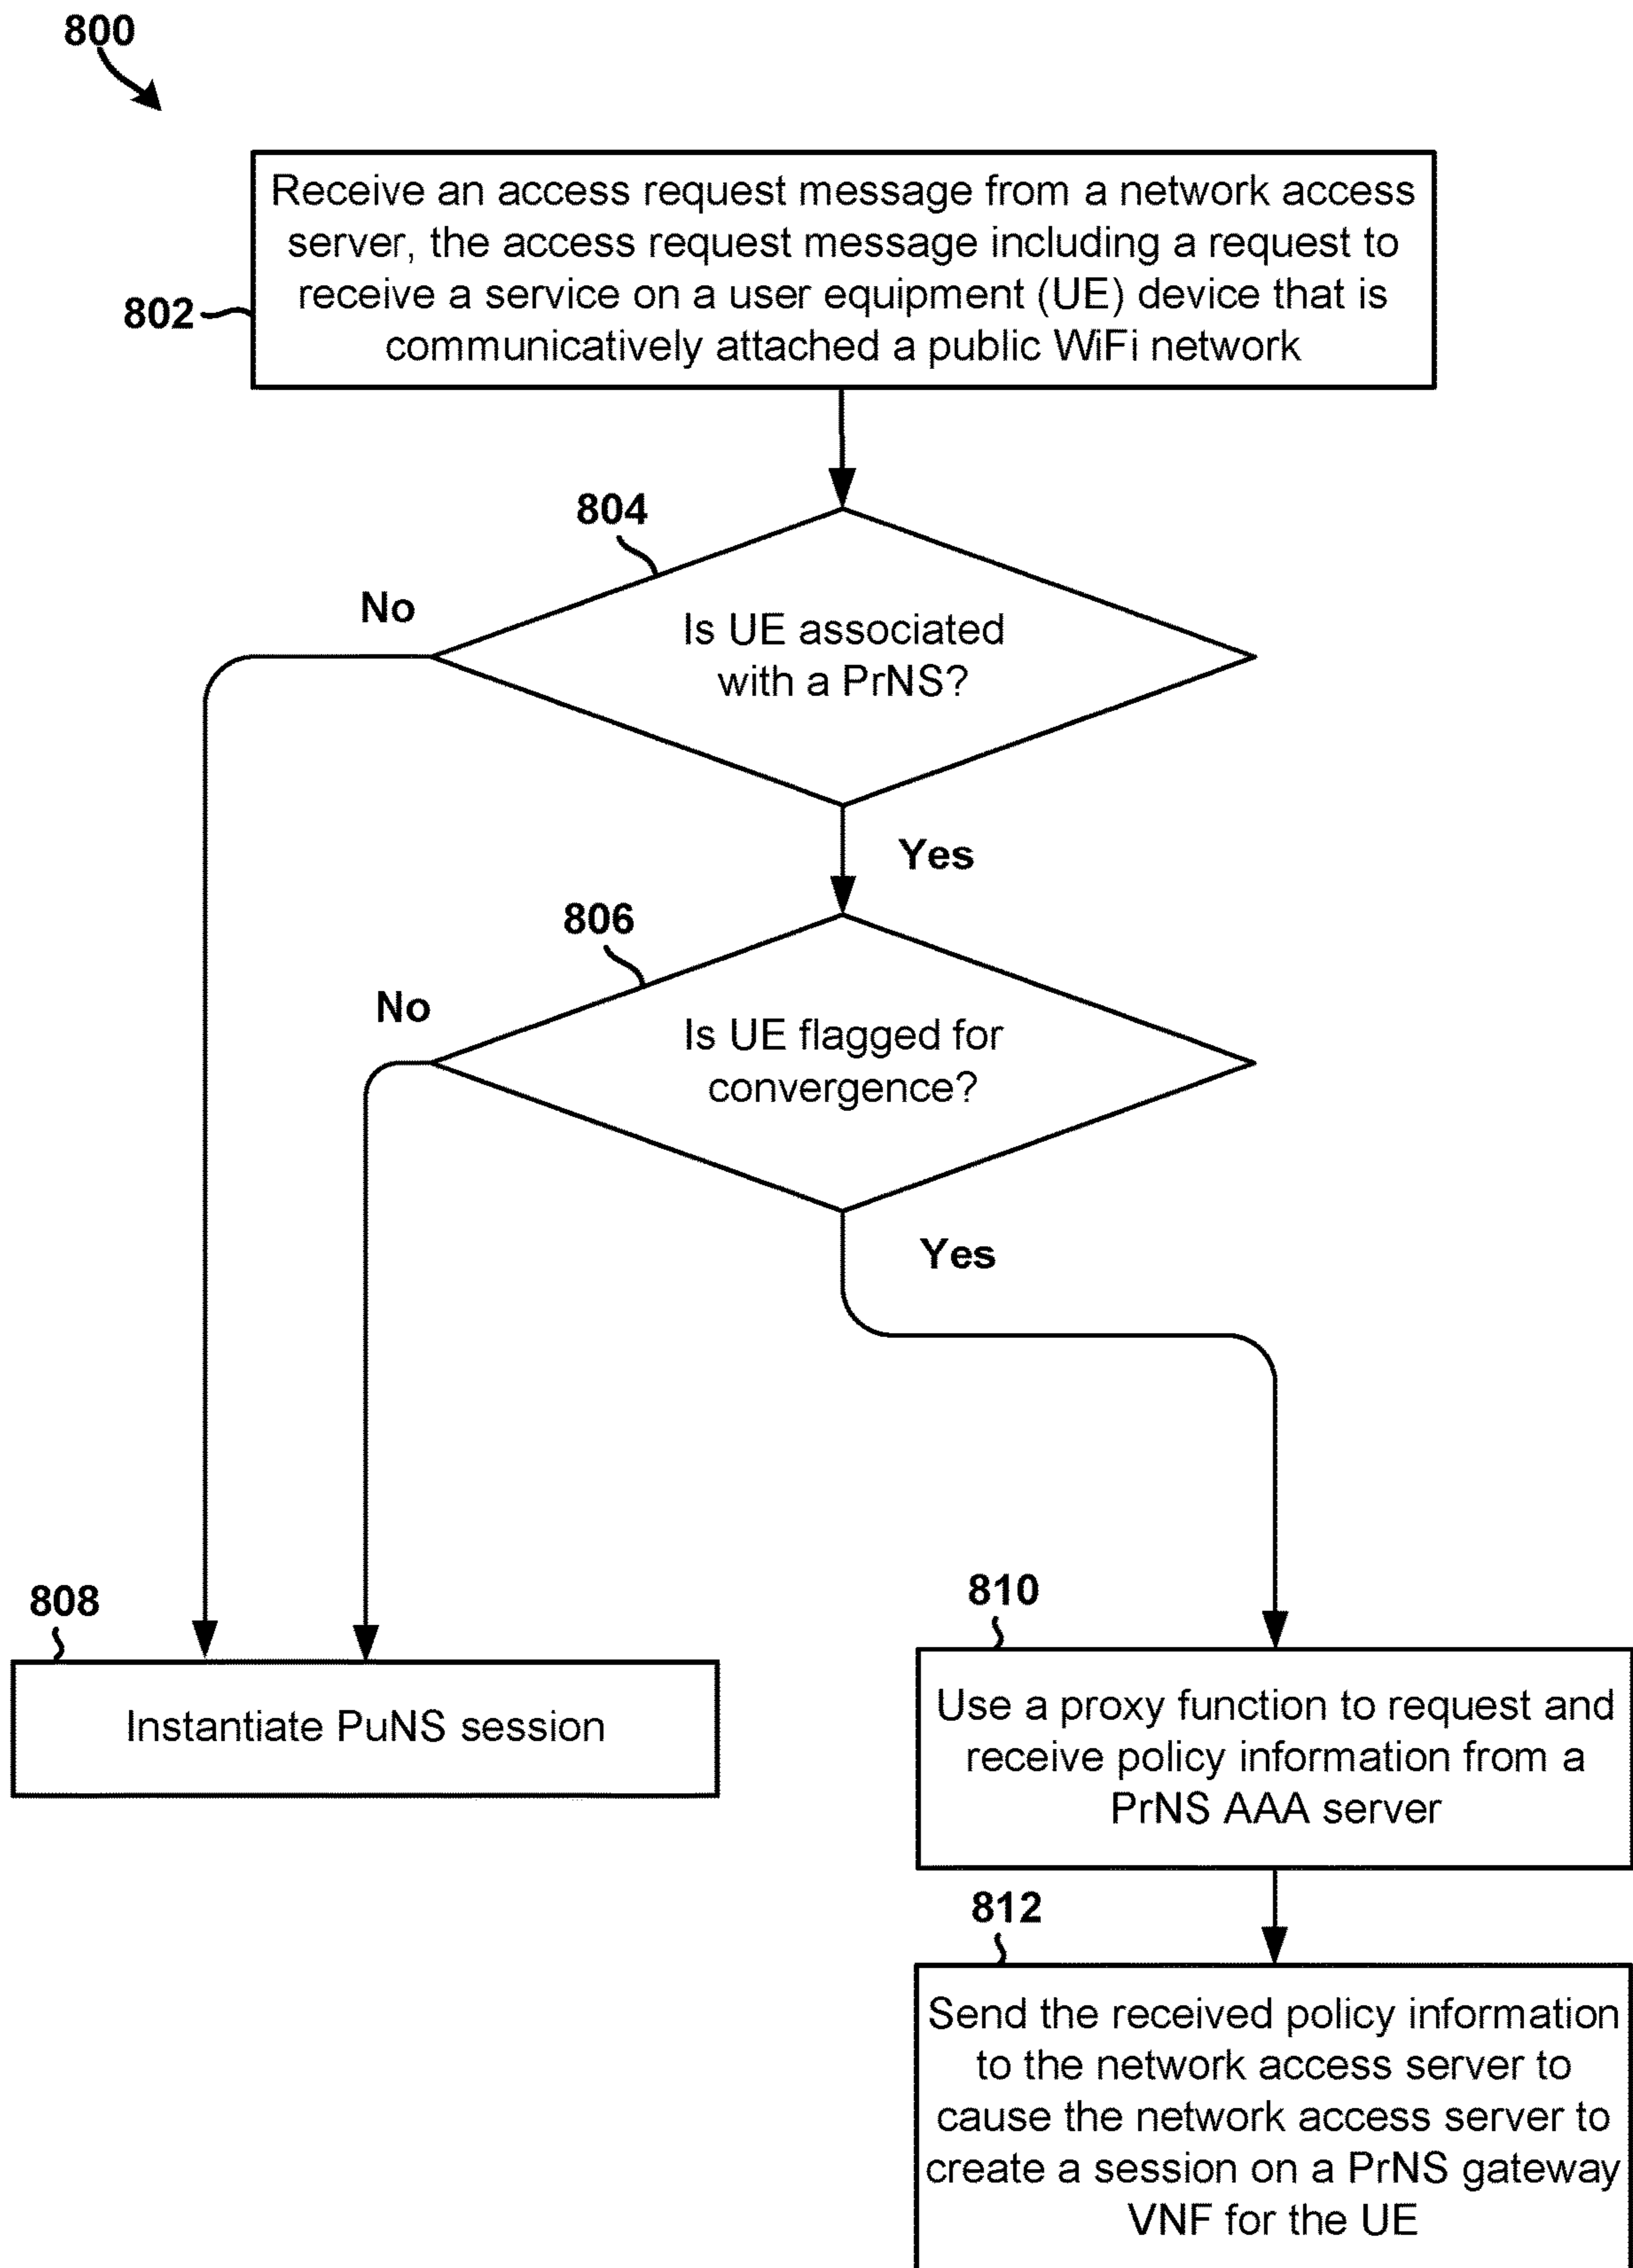 800
Receive an access request message from a network access
server, the access request message including a request to
receive a service on a user equipment (UE) device that is
communicatively attached a public WiFi network
802
804
No
Is UE associated
with a PrNS?
Yes
806
No
Is UE flagged for
convergence?
Yes
808
Instantiate PuNS session
810
Use a proxy function to request and
receive policy information from a
PrNS AAA server
812
Send the received policy information
to the network access server to
cause the network access server to
create a session on a PrNS gateway
VNF for the UE